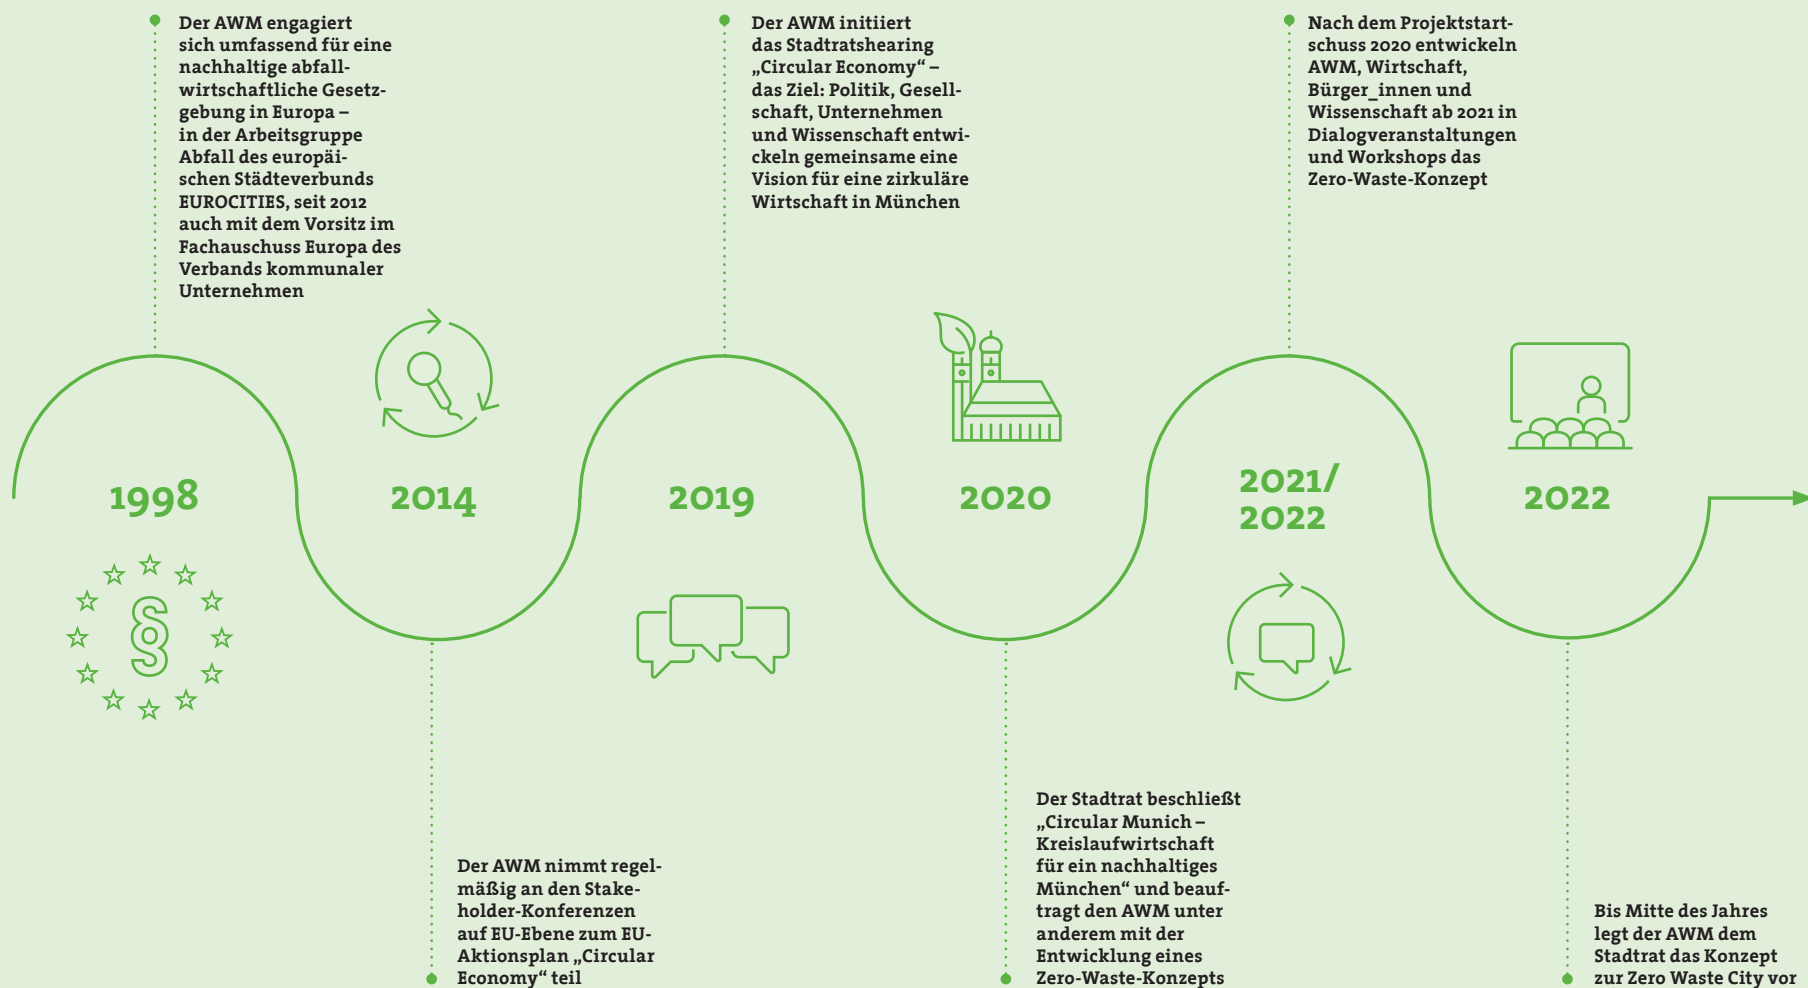 Der AWM engagiert
sich umfassend für eine
nachhaltige abfall-
wirtschaftliche Gesetz-
gebung in Europa –
in der Arbeitsgruppe
Abfall des europäi-
schen Städteverbunds
EUROCITIES, seit 2012
auch mit dem Vorsitz im
Fachauschuss Europa des
Verbands kommunaler
Unternehmen
1998
§
2014
Der AWM nimmt regel-
mäßig an den Stake-
holder-Konferenzen
auf EU-Ebene zum EU-
Aktionsplan „Circular
Economy“ teil
Der AWM initiiert
das Stadtratshearing
„Circular Economy“ –
das Ziel: Politik, Gesell-
schaft, Unternehmen
und Wissenschaft entwi-
ckeln gemeinsame eine
Vision für eine zirkuläre
Wirtschaft in München
2019
2020
Der Stadtrat beschließt
„Circular Munich –
Kreislaufwirtschaft
für ein nachhaltiges
München“ und beauf-
tragt den AWM unter
anderem mit der
Entwicklung eines
Zero-Waste-Konzepts
Nach dem Projektstart-
schuss 2020 entwickeln
AWM, Wirtschaft,
Bürger_innen und
Wissenschaft ab 2021 in
Dialogveranstaltungen
und Workshops das
Zero-Waste-Konzept
2021/
2022
2022
Bis Mitte des Jahres
legt der AWM dem
Stadtrat das Konzept
zur Zero Waste City vor